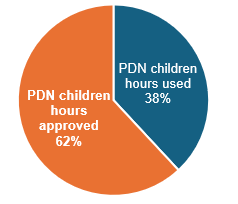 PDN children
hours used
38%
PDN children
hours
approved
62%